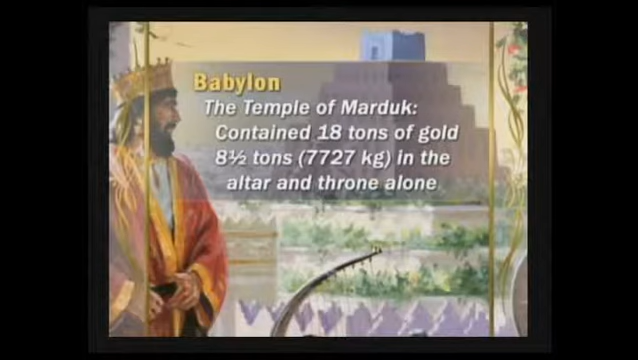 Babylon
The Temple of Marduk:
Contained 18 tons of gold
8½ tons (7727 kg) in the
altar and throne alone